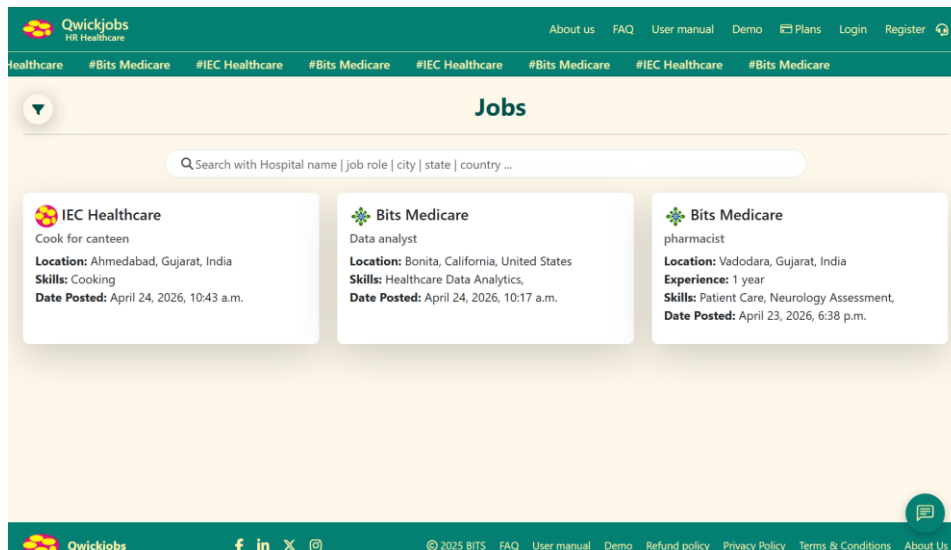 Qwickjobs
HR Healthcare
About us FAQ User manual Demo Plans Login Register
Healthcare #Bits Medicare #IEC Healthcare #Bits Medicare #IEC Healthcare #Bits Medicare #IEC Healthcare #Bits Medicare
Jobs
Search with Hospital name | job role | city | state | country ...
IEC Healthcare
Cook for canteen
Location: Ahmedabad, Gujarat, India
Skills: Cooking
Date Posted: April 24, 2026, 10:43 a.m.
Bits Medicare
Data analyst
Location: Bonita, California, United States
Skills: Healthcare Data Analytics,
Date Posted: April 24, 2026, 10:17 a.m.
Bits Medicare
pharmacist
Location: Vadodara, Gujarat, India
Experience: 1 year
Skills: Patient Care, Neurology Assessment,
Date Posted: April 23, 2026, 6:38 p.m.
Qwickjobs
© 2025 BITS FAQ User manual Demo Refund policy Privacy Policy Terms & Conditions About Us